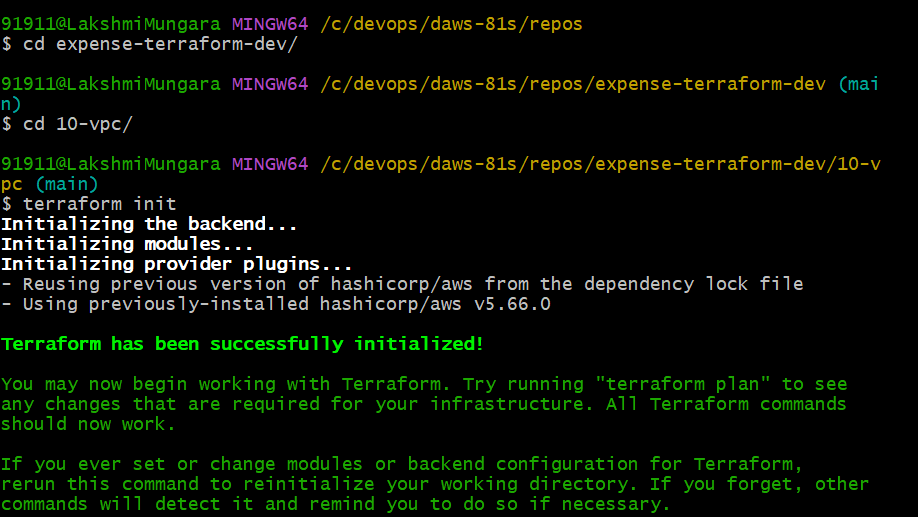 91911@LakshmiMungara MINGW64 /c/devops/daws-81s/repos
$ cd expense-terraform-dev/
91911@LakshmiMungara MINGW64 /c/devops/daws-81s/repos/expense-terraform-dev (mai
n)
$ cd 10-vpc/
91911@LakshmiMungara MINGW64 /c/devops/daws-81s/repos/expense-terraform-dev/10-v
pc (main)
$ terraform init
Initializing the backend...
Initializing modules...
Initializing provider plugins...
- Reusing previous version of hashicorp/aws from the dependency lock file
- Using previously-installed hashicorp/aws v5.66.0
Terraform has been successfully initialized!
You may now begin working with Terraform. Try running "terraform plan" to see
any changes that are required for your infrastructure. All Terraform commands
should now work.
If you ever set or change modules or backend configuration for Terraform,
rerun this command to reinitialize your working directory. If you forget, other
commands will detect it and remind you to do so if necessary.